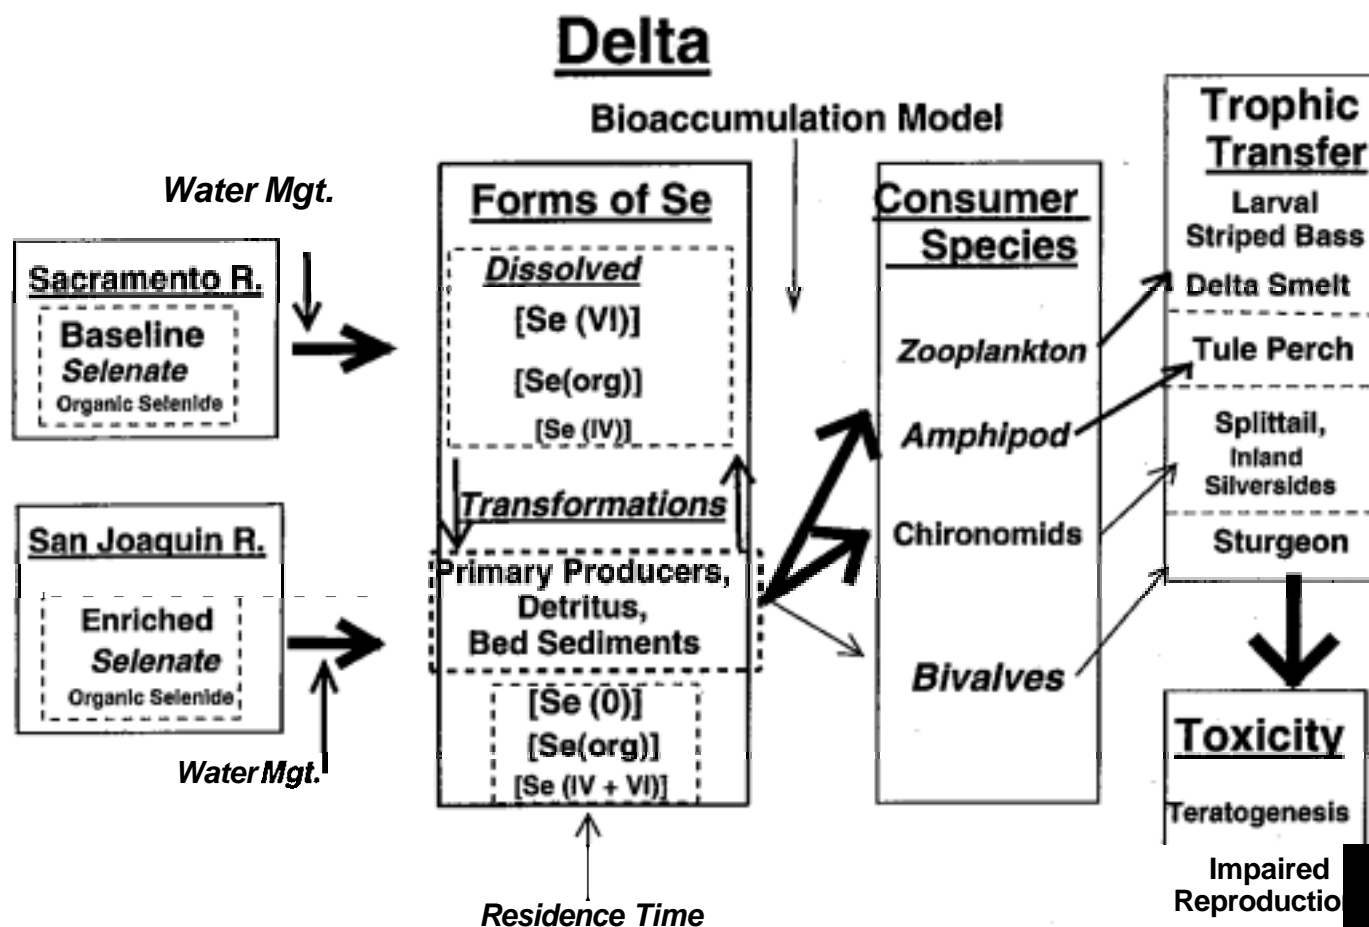 Delta
Bioaccumulation Model
Water Mgt.
Sacramento R.
Baseline
Selenate
Organic Selenide
San Joaquin R.
Enriched
Selenate
Organic Selenide
Water Mgt.
Forms of Se
Dissolved
[Se (VI)]
[Se(org)]
[Se (IV)]
Transformations
Primary Producers,
Detritus,
Bed Sediments
[Se (0)]
[Se(org)]
[Se (IV + VI)]
Residence Time
Consumer
Species
Zooplankton
Amphipod
Chironomids
Bivalves
Trophic
Transfer
Larval
Striped Bass
Delta Smelt
Tule Perch
Splittail,
Inland
Silversides
Sturgeon
Toxicity
Teratogenesis
Impaired
Reproductio